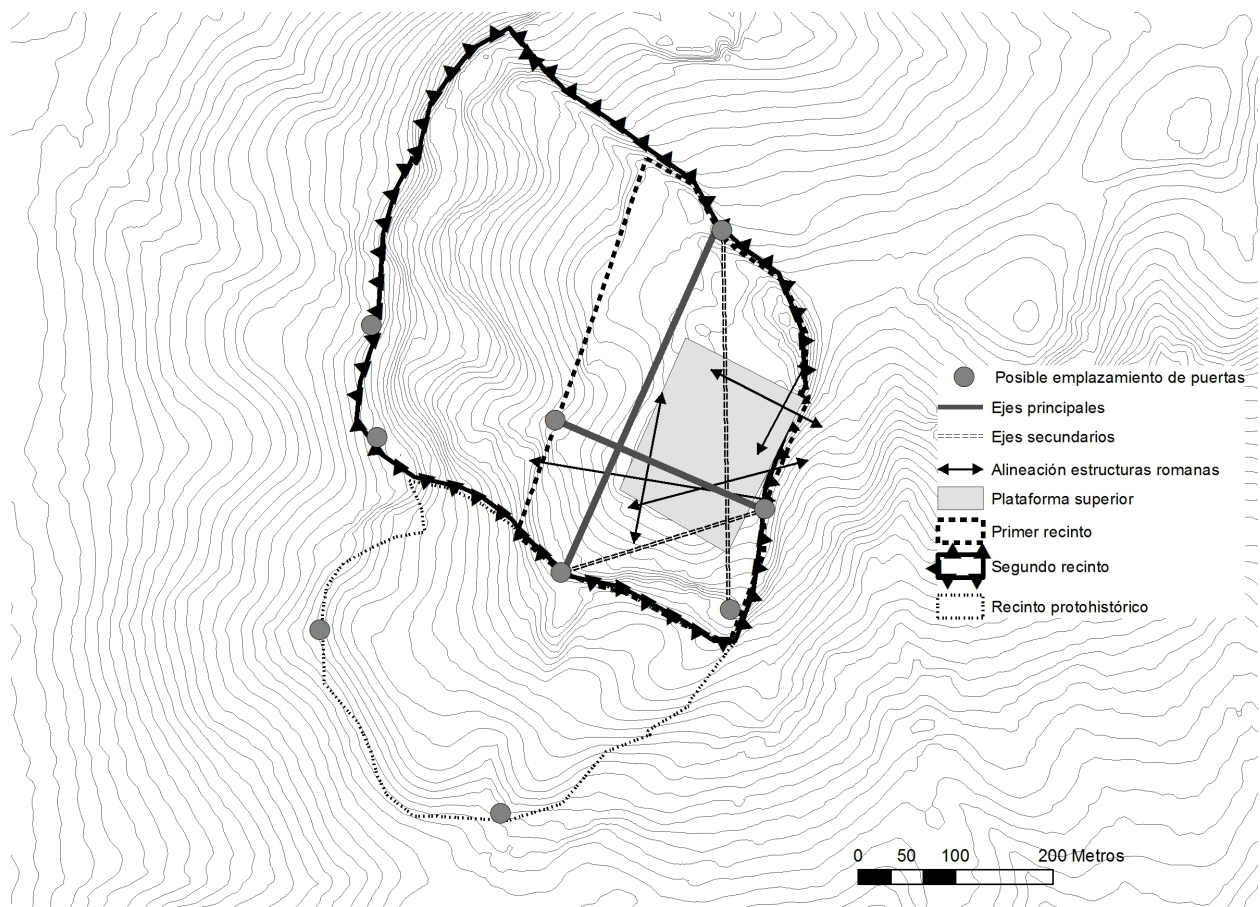 Posible emplazamiento de puertas
Ejes principales
Ejes secundarios
Alineación estructuras romanas
Plataforma superior
Primer recinto
Segundo recinto
Recinto protohistórico
0 50 100 200 Metros